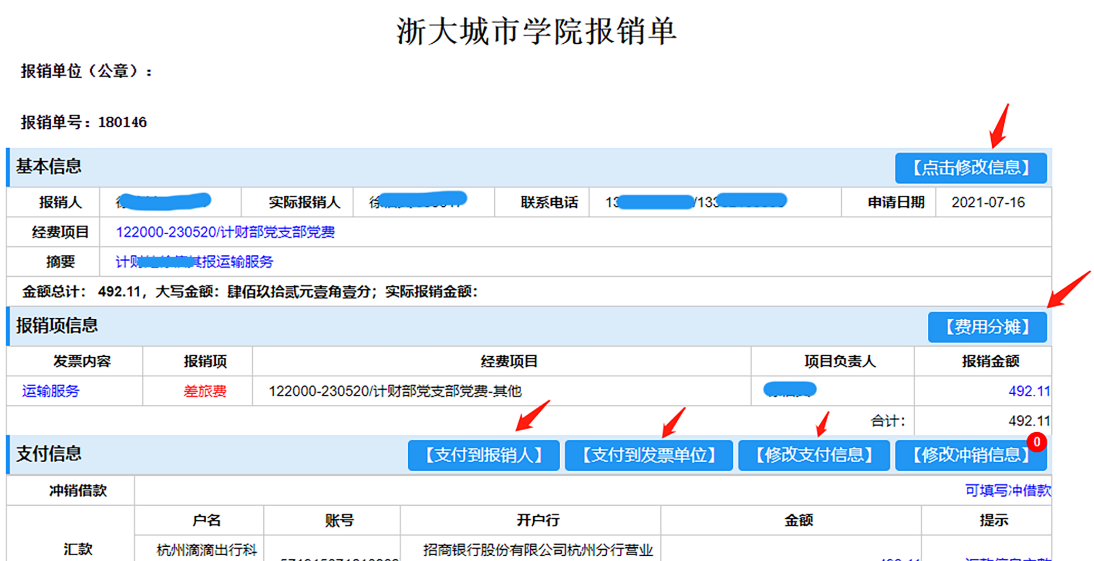 浙大城市学院报销单
报销单位（公章）：
报销单号：180146
基本信息 【点击修改信息】
报销人 实际报销人 联系电话 13 /13 申请日期 2021-07-16
经费项目 122000-230520/计财部党支部党费
摘要 计财 报运输服务
金额总计： 492.11，大写金额：肆佰玖拾贰元壹角壹分；实际报销金额：
报销项信息 【费用分摊】
发票内容 报销项 经费项目 项目负责人 报销金额
运输服务 差旅费 122000-230520/计财部党支部党费-其他 492.11
合计： 492.11
支付信息 【支付到报销人】 【支付到发票单位】 【修改支付信息】 【修改冲销信息】 0
冲销借款 可填写冲借款
户名 账号 开户行 金额 提示
汇款 杭州滴滴出行科 招商银行股份有限公司杭州分行营业